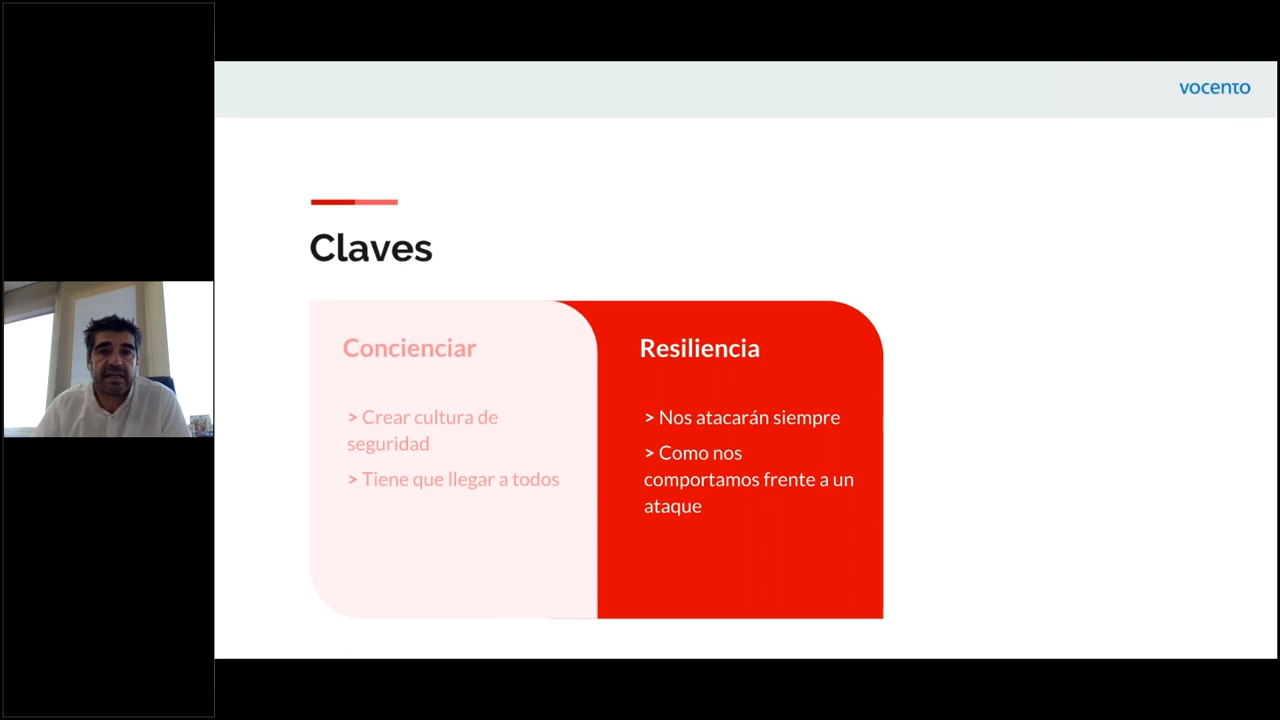 vocento
Claves
Concienciar
> Crear cultura de
seguridad
> Tiene que llegar a todos
Resiliencia
> Nos atacarán siempre
> Como nos
comportamos frente a un
ataque